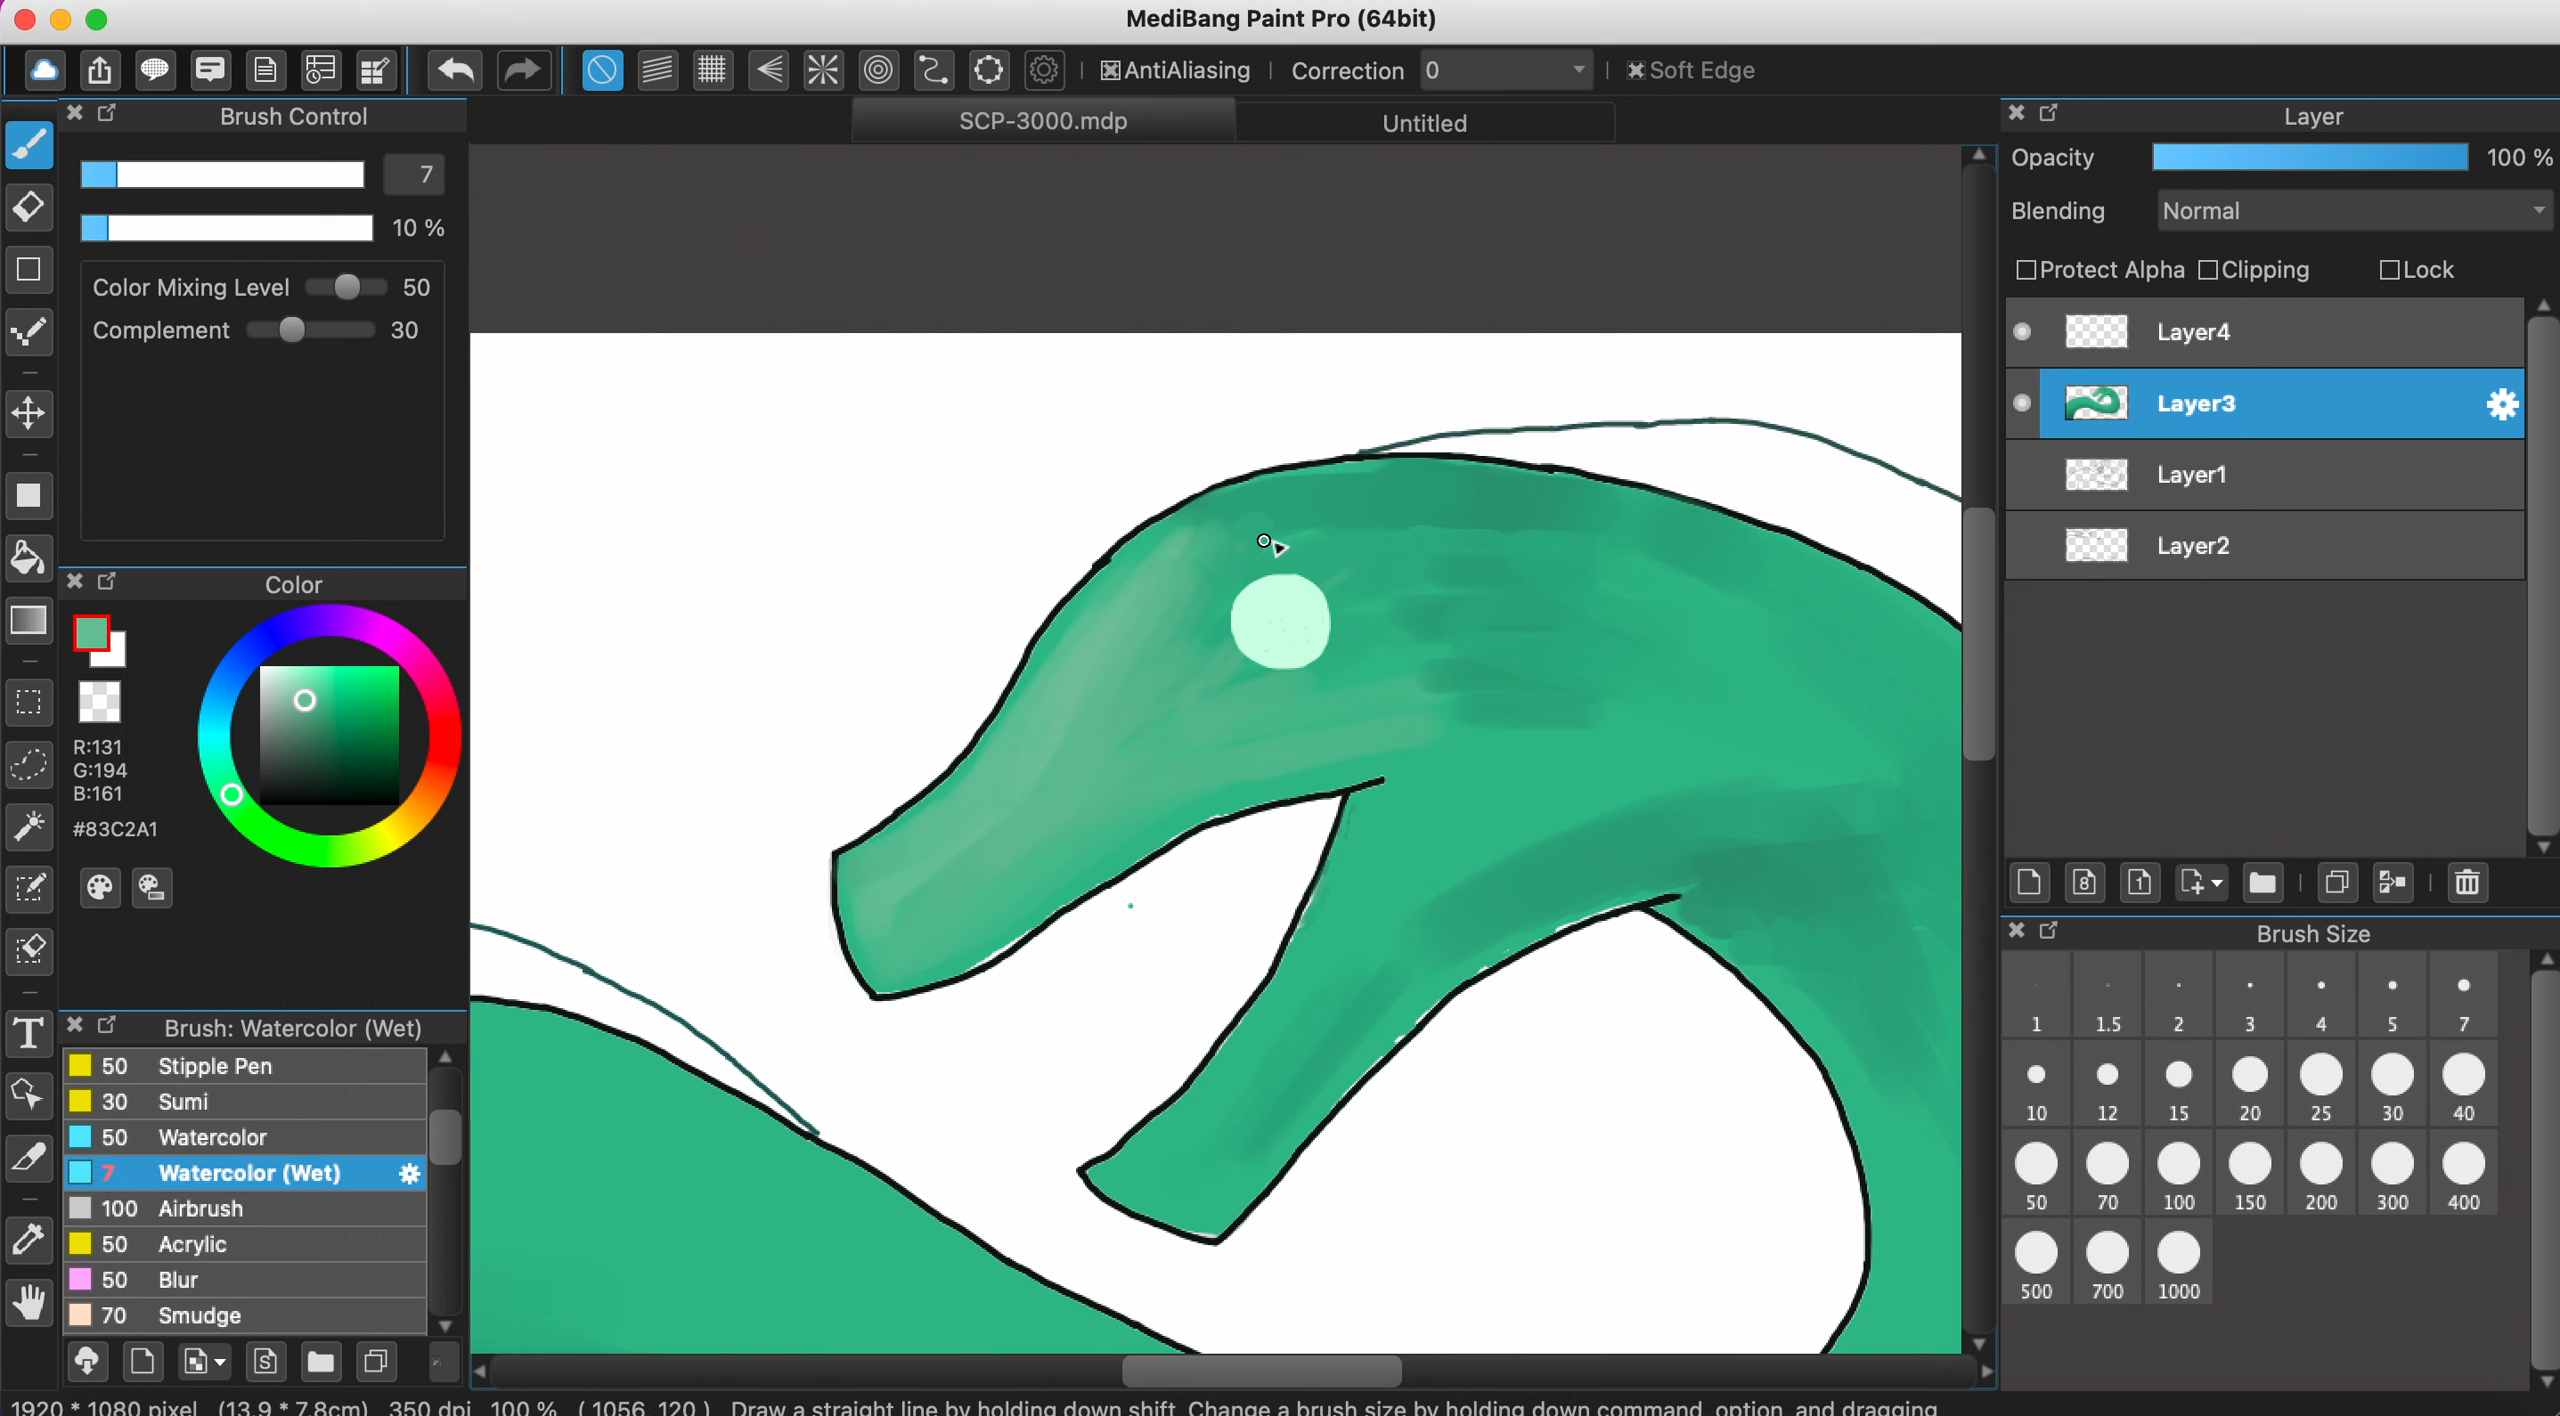 MediBang Paint Pro (64bit)
AntiAliasing
Correction
0
Soft Edge
Brush Control
SCP-3000.mdp
Untitled
Layer
7
10 %
Color Mixing Level
50
Complement
30
Opacity
100 %
Blending
Normal
Protect Alpha
Clipping
Lock
Layer4
Layer3
Layer1
Layer2
Color
R:131
G:194
B:161
#83C2A1
8
1
Brush: Watercolor (Wet)
50 Stipple Pen
30 Sumi
50 Watercolor
7 Watercolor (Wet)
100 Airbrush
50 Acrylic
50 Blur
70 Smudge
T
S
Brush Size
1 1.5 2 3 4 5 7
10 12 15 20 25 30 40
50 70 100 150 200 300 400
500 700 1000
1920 * 1080 pixel (13.9 * 7.8cm) 350 dpi 100 % ( 1056, 120 ) Draw a straight line by holding down shift, Change a brush size by holding down command, option, and dragging